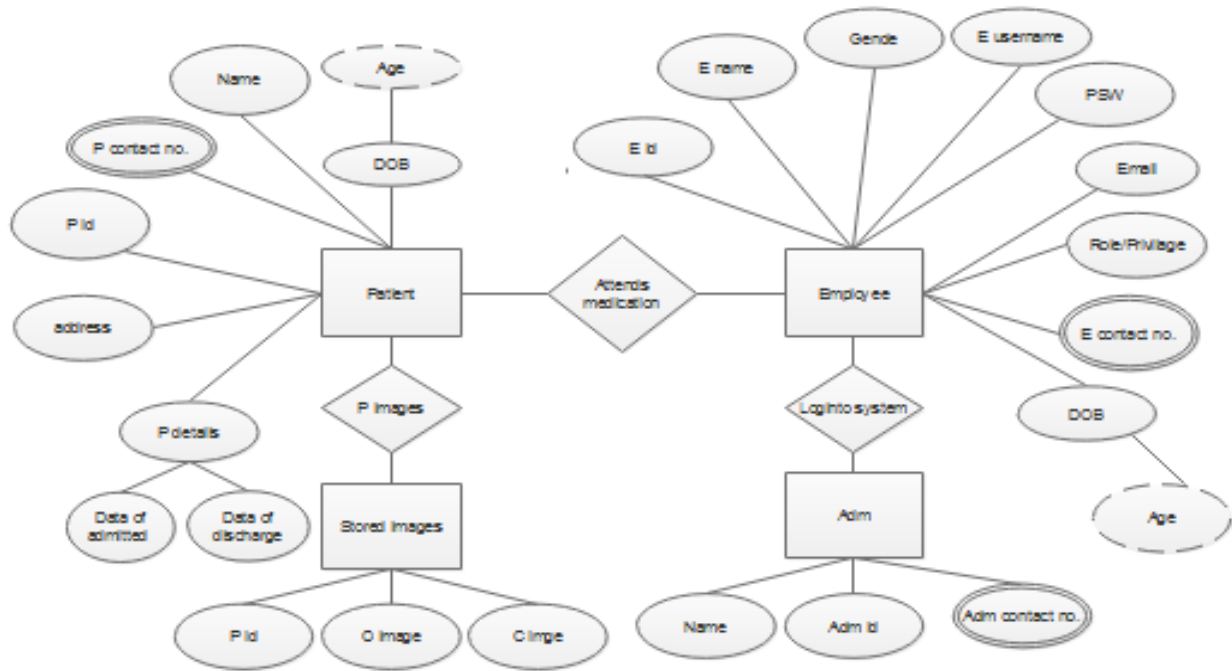 Gende
E username
Name
Age
E name
PSW
P contact no.
E Id
DOB
Email
P Id
Role/Privilage
Patient
Attends
medication
Employee
address
E contact no.
P Images
Login to system
DOB
P details
Data of
admitted
Data of
discharge
Stored Images
Adm
Age
P Id
O Image
C Imge
Name
Adm Id
Adm contact no.